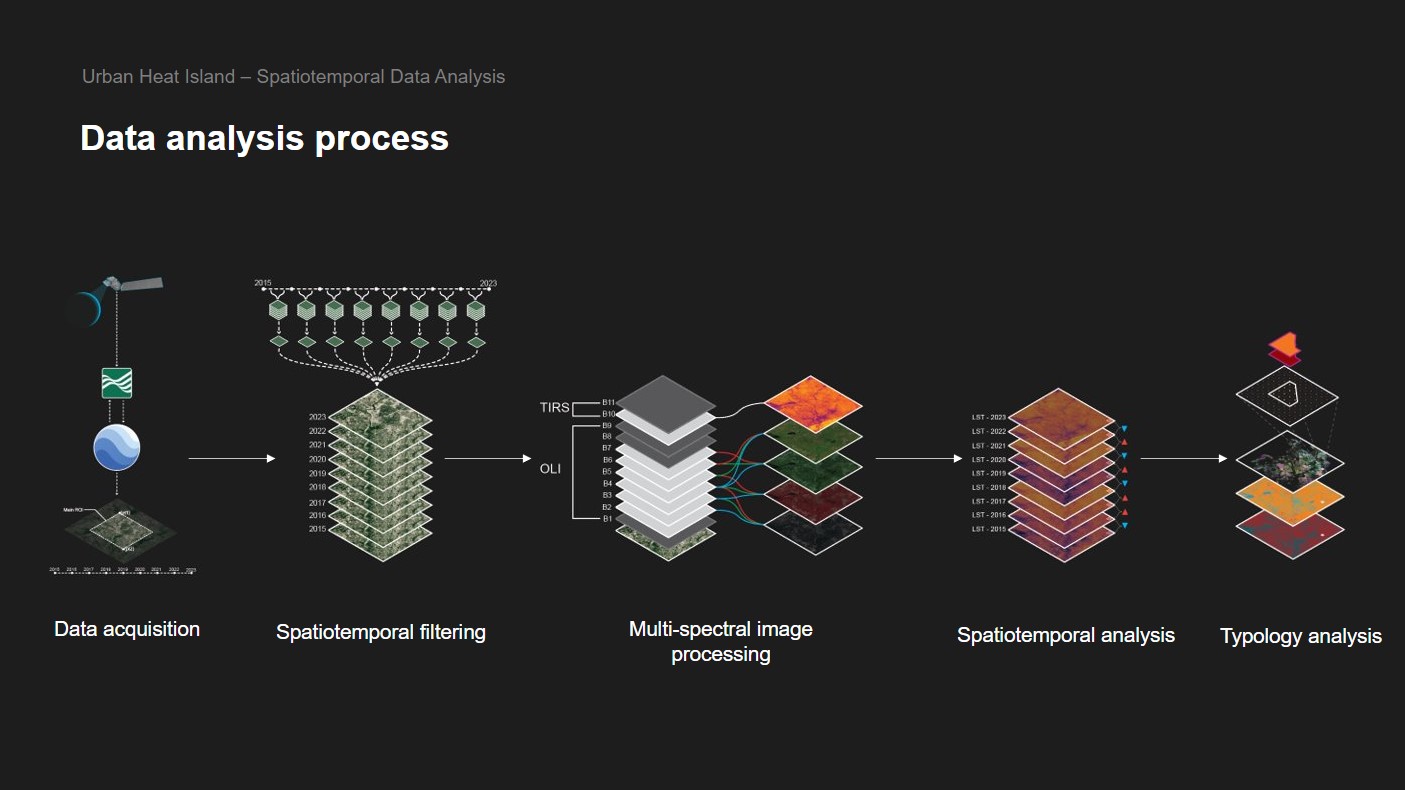 Urban Heat Island – Spatiotemporal Data Analysis
Data analysis process
Main ROI
2015 2016 2017 2018 2019 2020 2021 2022 2023
Data acquisition
2015 2023
2023
2022
2021
2020
2019
2018
2017
2016
2015
Spatiotemporal filtering
TIRS
OLI
B11
B10
B9
B8
B7
B6
B5
B4
B3
B2
B1
Multi-spectral image
processing
LST - 2023
LST - 2022
LST - 2021
LST - 2020
LST - 2019
LST - 2018
LST - 2017
LST - 2016
LST - 2015
Spatiotemporal analysis
Typology analysis